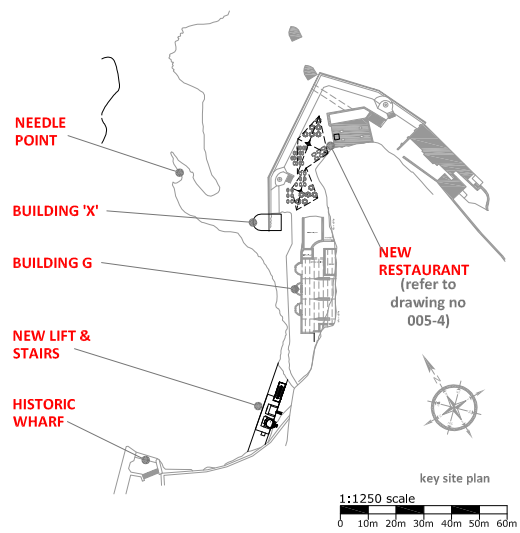 NEEDLE
POINT
BUILDING 'X'
BUILDING G
NEW
RESTAURANT
(refer to
drawing no
005-4)
NEW LIFT &
STAIRS
HISTORIC
WHARF
key site plan
1:1250 scale
0 10m 20m 30m 40m 50m 60m